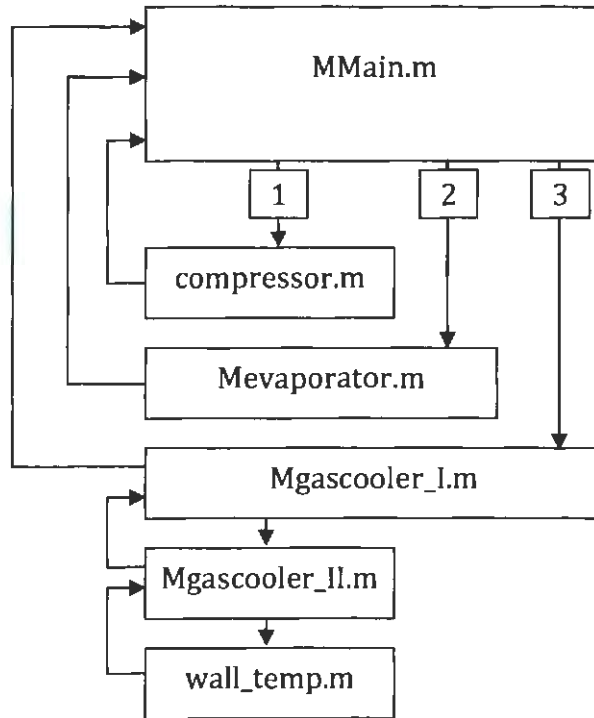 MMain.m
1
2
3
compressor.m
Mevaporator.m
Mgascooler_I.m
Mgascooler_II.m
wall_temp.m